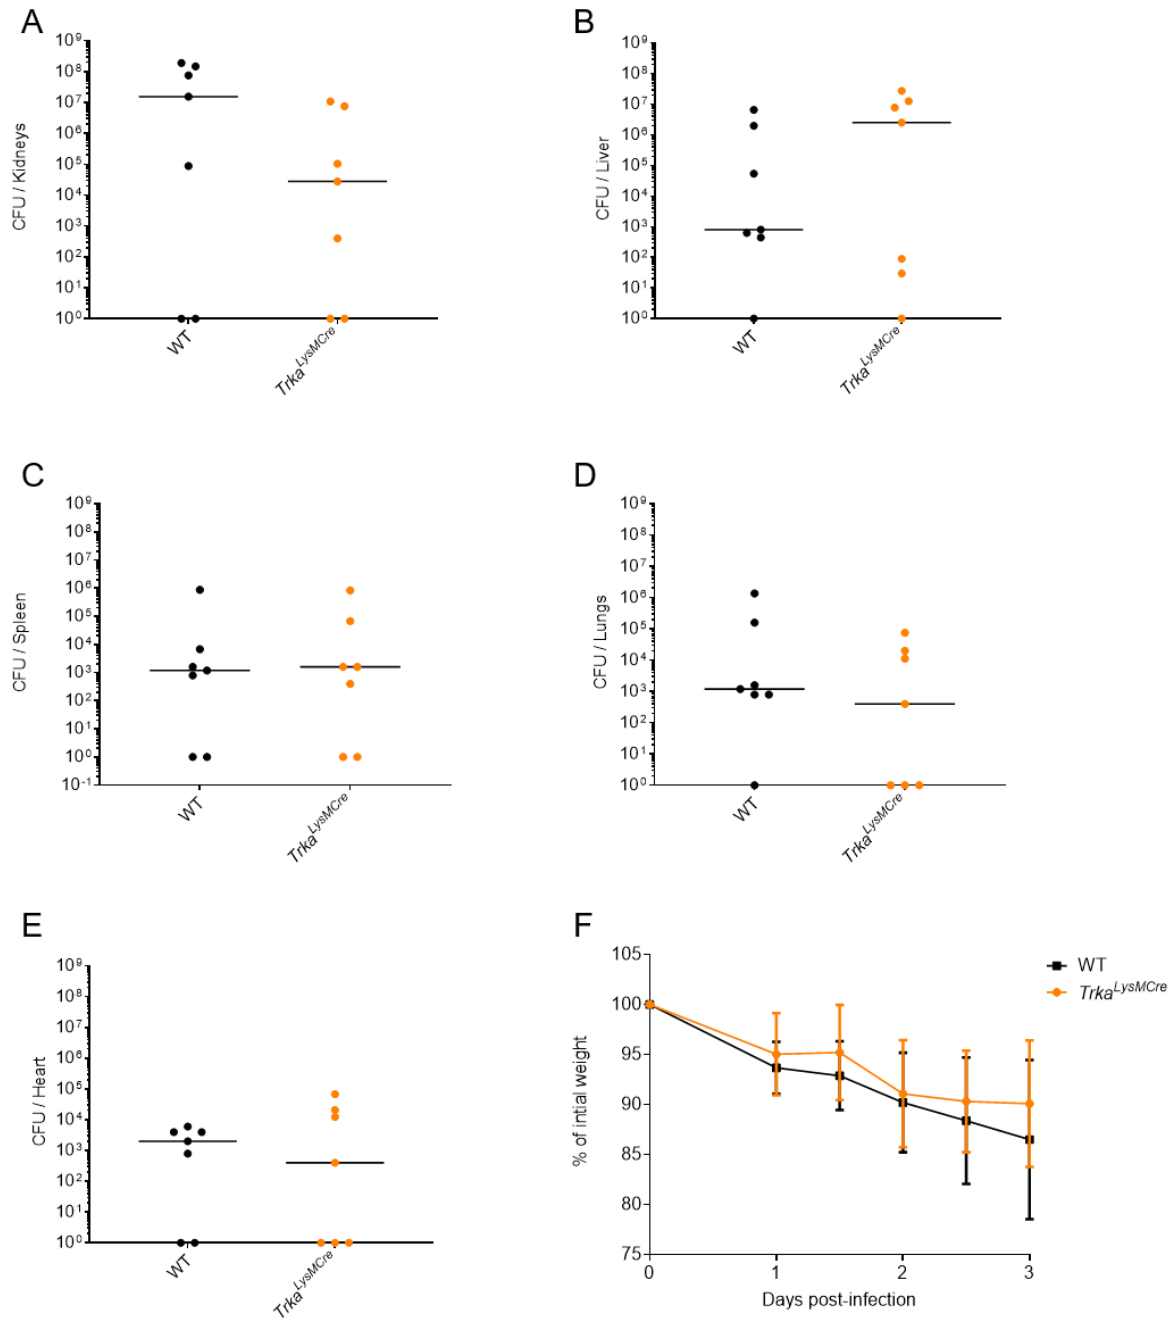 A
CFU / Kidneys
10⁹
10⁸
10⁷
10⁶
10⁵
10⁴
10³
10²
10¹
10⁰
WT
Trka^LysMCre
B
CFU / Liver
10⁹
10⁸
10⁷
10⁶
10⁵
10⁴
10³
10²
10¹
10⁰
WT
Trka^LysMCre
C
CFU / Spleen
10⁹
10⁸
10⁷
10⁶
10⁵
10⁴
10³
10²
10¹
10⁰
10⁻¹
WT
Trka^LysMCre
D
CFU / Lungs
10⁹
10⁸
10⁷
10⁶
10⁵
10⁴
10³
10²
10¹
10⁰
WT
Trka^LysMCre
E
CFU / Heart
10⁹
10⁸
10⁷
10⁶
10⁵
10⁴
10³
10²
10¹
10⁰
WT
Trka^LysMCre
F
% of intial weight
105
100
95
90
85
80
75
0 1 2 3
Days post-infection
WT
Trka^LysMCre